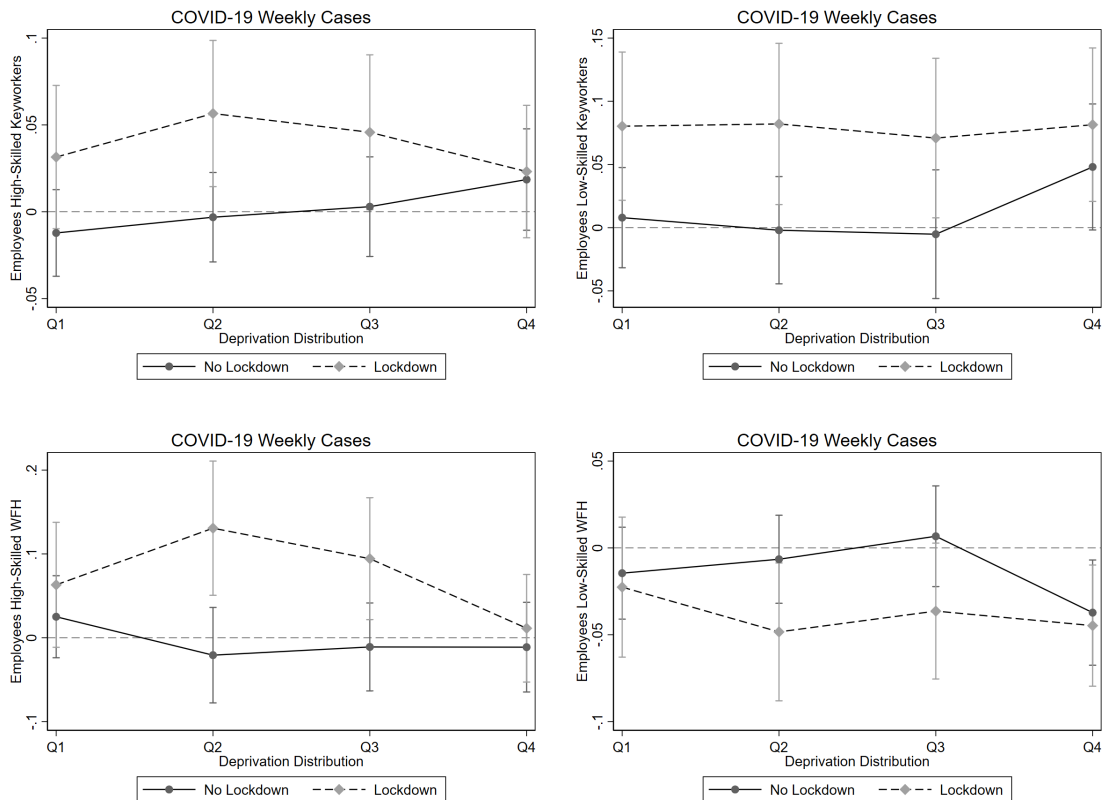 COVID-19 Weekly Cases
Employees High-Skilled Keyworkers
.1
.05
0
-.05
Q1 Q2 Q3 Q4
Deprivation Distribution
No Lockdown Lockdown
COVID-19 Weekly Cases
Employees Low-Skilled Keyworkers
.15
.1
.05
0
-.05
Q1 Q2 Q3 Q4
Deprivation Distribution
No Lockdown Lockdown
COVID-19 Weekly Cases
Employees High-Skilled WFH
.2
.1
0
-.1
Q1 Q2 Q3 Q4
Deprivation Distribution
No Lockdown Lockdown
COVID-19 Weekly Cases
Employees Low-Skilled WFH
.05
0
-.05
-.1
Q1 Q2 Q3 Q4
Deprivation Distribution
No Lockdown Lockdown